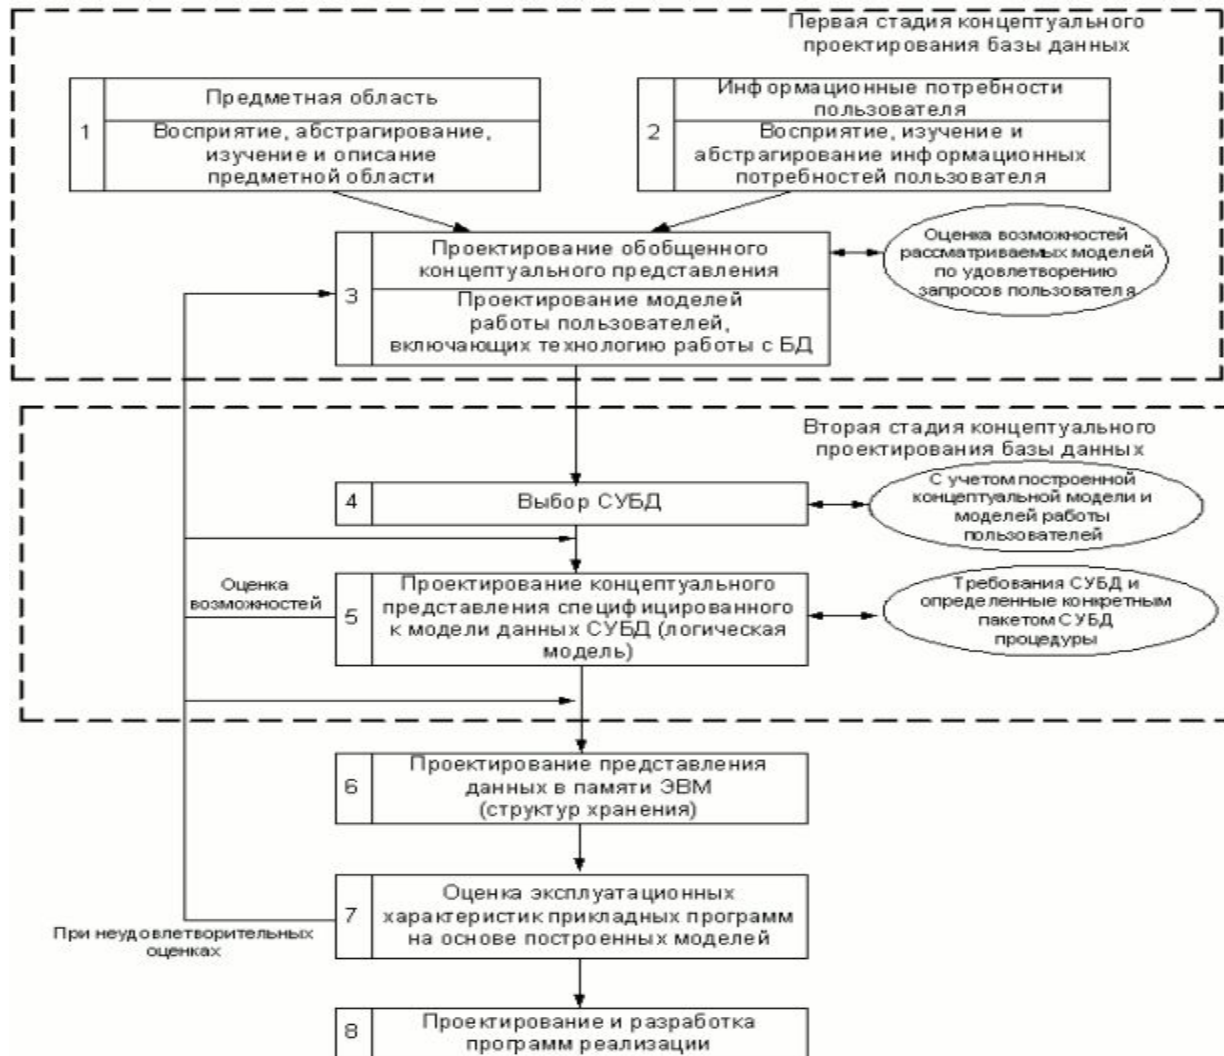 Первая стадия концептуального
проектирования базы данных
1
Предметная область
Восприятие, абстрагирование,
изучение и описание
предметной области
2
Информационные потребности
пользователя
Восприятие, изучение и
абстрагирование информационных
потребностей пользователя
3
Проектирование обобщенного
концептуального представления
Проектирование моделей
работы пользователей,
включающих технологию работы с БД
Оценка возможностей
рассматриваемых моделей
по удовлетворению
запросов пользователя
Вторая стадия концептуального
проектирования базы данных
4
Выбор СУБД
С учетом построенной
концептуальной модели и
моделей работы
пользователей
Оценка
возможностей
5
Проектирование концептуального
представления специфицированного
к модели данных СУБД (логическая
модель)
Требования СУБД и
определенные конкретным
пакетом СУБД
процедуры
6
Проектирование представления
данных в памяти ЭВМ
(структур хранения)
7
Оценка эксплуатационных
характеристик прикладных программ
на основе построенных моделей
При неудовлетворительных
оценках
8
Проектирование и разработка
программ реализации